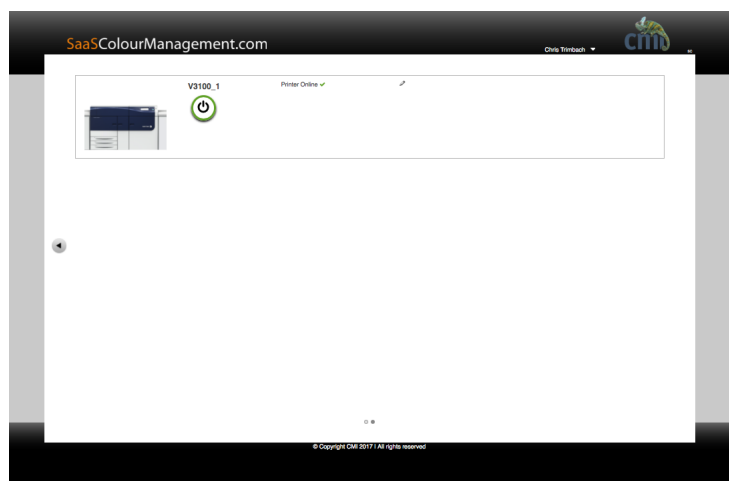 SaaSColourManagement.com
Chris Trimbach
cmi
V3100_1
Printer Online
© Copyright CMI 2017 | All rights reserved